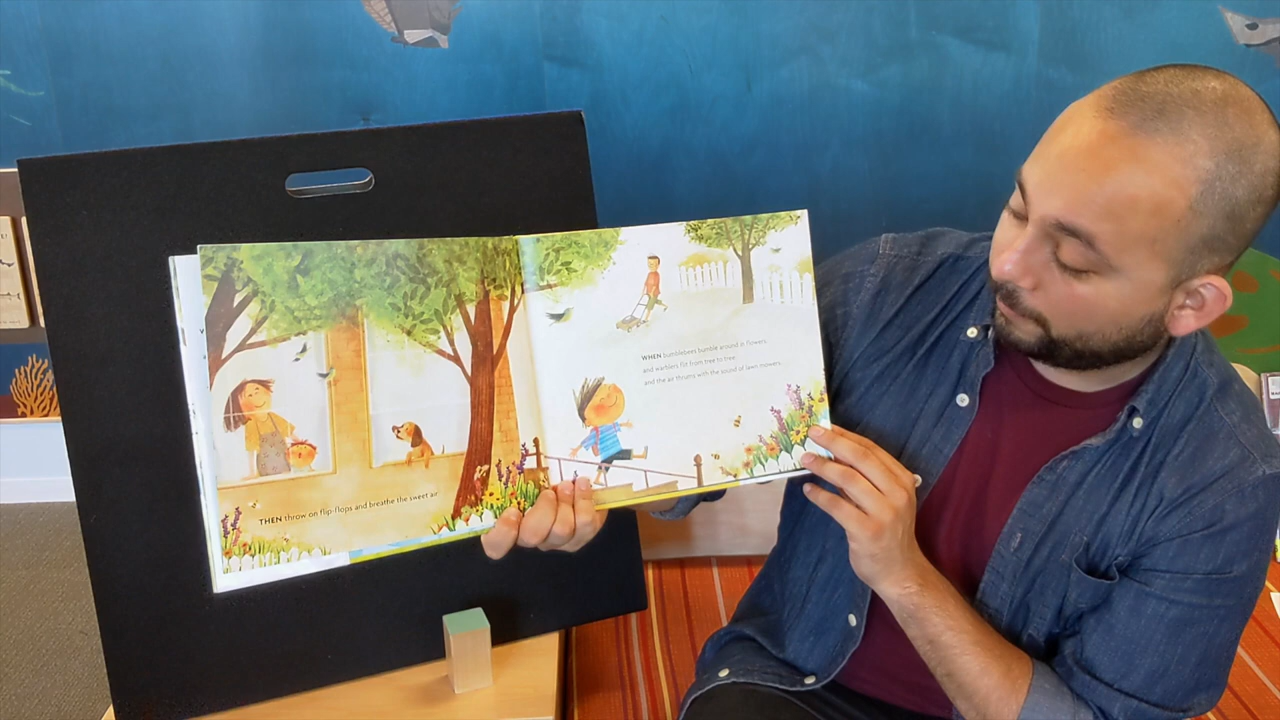 THEN throw on flip-flops and breathe the sweet air
WHEN bumblebees bumble around in flowers
and warblers flit from tree to tree
and the air thrums with the sound of lawn mowers,